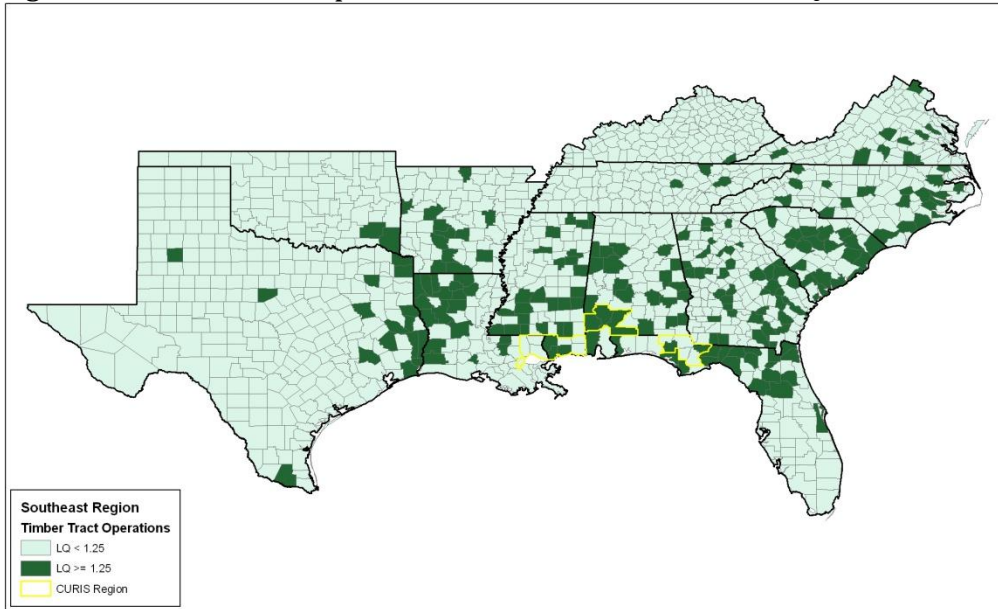 Southeast Region
Timber Tract Operations
LQ < 1.25
LQ >= 1.25
CURIS Region